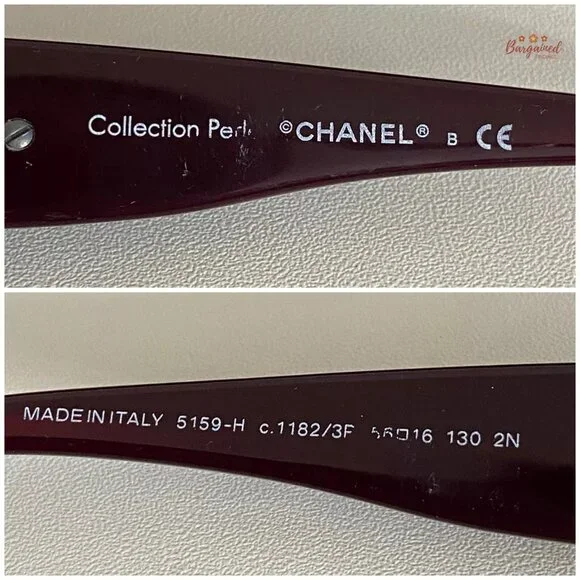 Bargained
Collection Perl ©CHANEL® B CE
MADE IN ITALY 5159-H c.1182/3F 56□16 130 2N